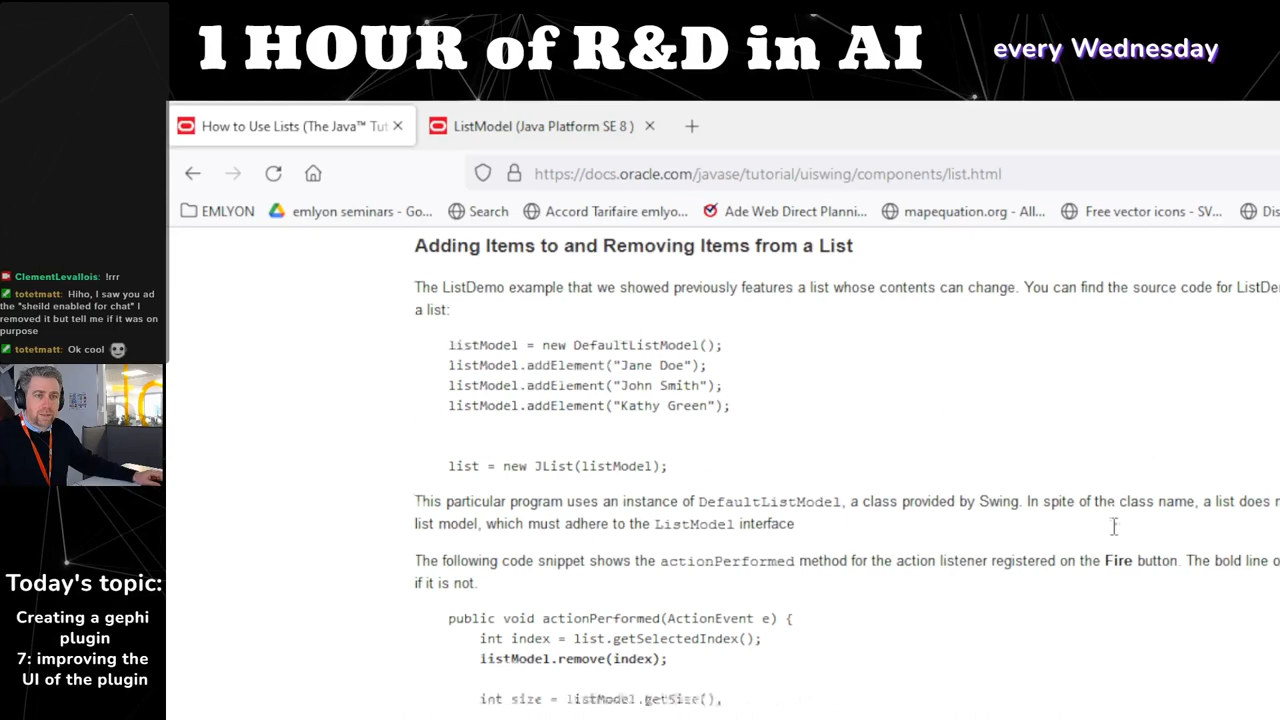 1 HOUR of R&D in AI
every Wednesday
How to Use Lists (The Java™ Tut
ListModel (Java Platform SE 8 )
https://docs.oracle.com/javase/tutorial/uiswing/components/list.html
EMLYON
emlyon seminars - Go...
Search
Accord Tarifaire emlyo...
Ade Web Direct Planni...
mapequation.org - All...
Free vector icons - SV...
Dis
Adding Items to and Removing Items from a List
The ListDemo example that we showed previously features a list whose contents can change. You can find the source code for ListDem
a list:
listModel = new DefaultListModel();
listModel.addElement("Jane Doe");
listModel.addElement("John Smith");
listModel.addElement("Kathy Green");
list = new JList(listModel);
This particular program uses an instance of DefaultListModel, a class provided by Swing. In spite of the class name, a list does n
list model, which must adhere to the ListModel interface
The following code snippet shows the actionPerformed method for the action listener registered on the Fire button. The bold line o
if it is not.
public void actionPerformed(ActionEvent e) {
int index = list.getSelectedIndex();
listModel.remove(index);
int size = listModel.getSize();
ClementLevallois: !rrr
totetmatt: Hiho, I saw you ad
the "sheild enabled for chat" I
removed it but tell me if it was on
purpose
totetmatt: Ok cool
Today's topic:
Creating a gephi
plugin
7: improving the
UI of the plugin